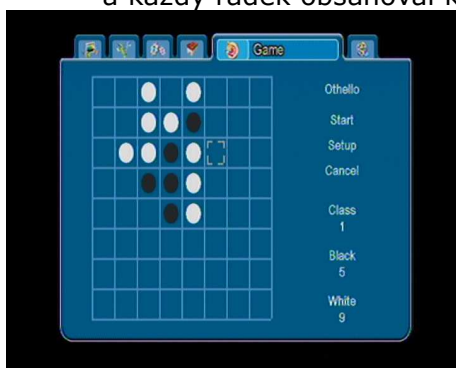 a každý řádek obsahoval k
Game
Othello
Start
Setup
Cancel
Class
1
Black
5
White
9